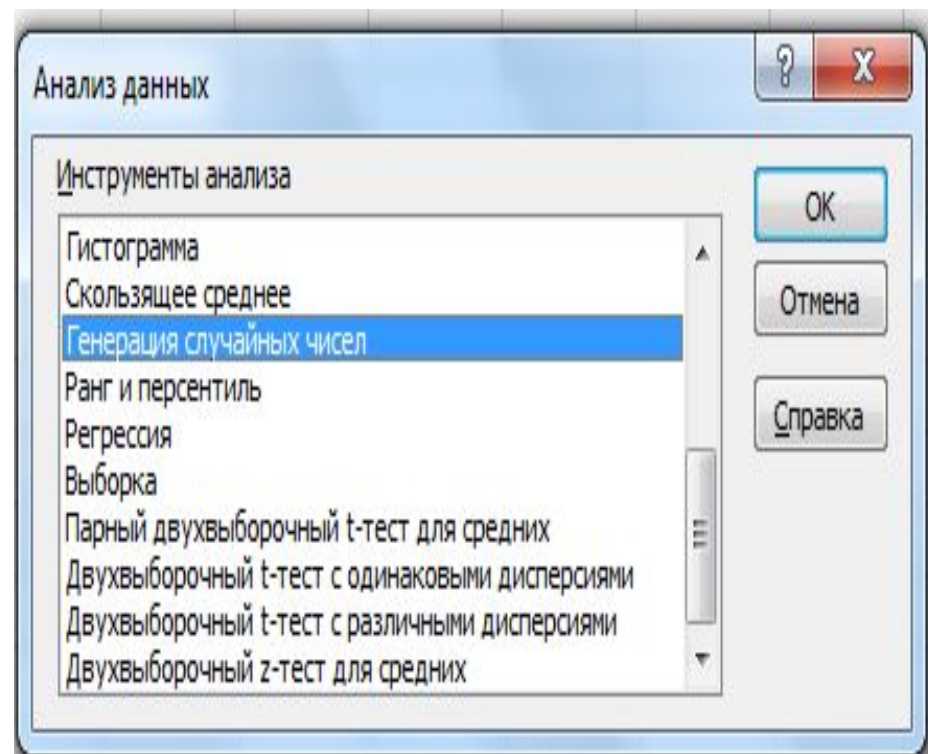 Анализ данных
Инструменты анализа
Гистограмма
Скользящее среднее
Генерация случайных чисел
Ранг и персентиль
Регрессия
Выборка
Парный двухвыборочный t-тест для средних
Двухвыборочный t-тест с одинаковыми дисперсиями
Двухвыборочный t-тест с различными дисперсиями
Двухвыборочный z-тест для средних
OK
Отмена
Справка